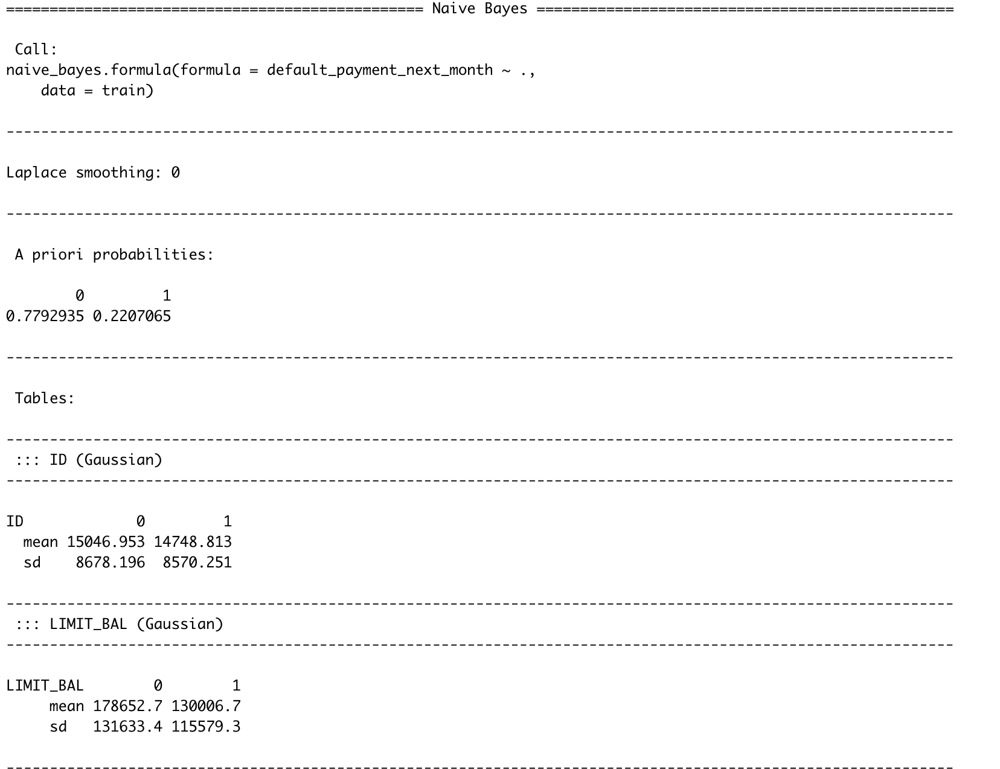 ================================================ Naive Bayes ================================================
 Call:
naive_bayes.formula(formula = default_payment_next_month ~ .,
    data = train)
-------------------------------------------------------------------------------------------------------------
Laplace smoothing: 0
-------------------------------------------------------------------------------------------------------------
 A priori probabilities:
        0         1
0.7792935 0.2207065
-------------------------------------------------------------------------------------------------------------
 Tables:
-------------------------------------------------------------------------------------------------------------
 ::: ID (Gaussian)
-------------------------------------------------------------------------------------------------------------
ID             0         1
  mean 15046.953 14748.813
  sd    8678.196  8570.251
-------------------------------------------------------------------------------------------------------------
 ::: LIMIT_BAL (Gaussian)
-------------------------------------------------------------------------------------------------------------
LIMIT_BAL        0        1
     mean 178652.7 130006.7
     sd   131633.4 115579.3
-------------------------------------------------------------------------------------------------------------